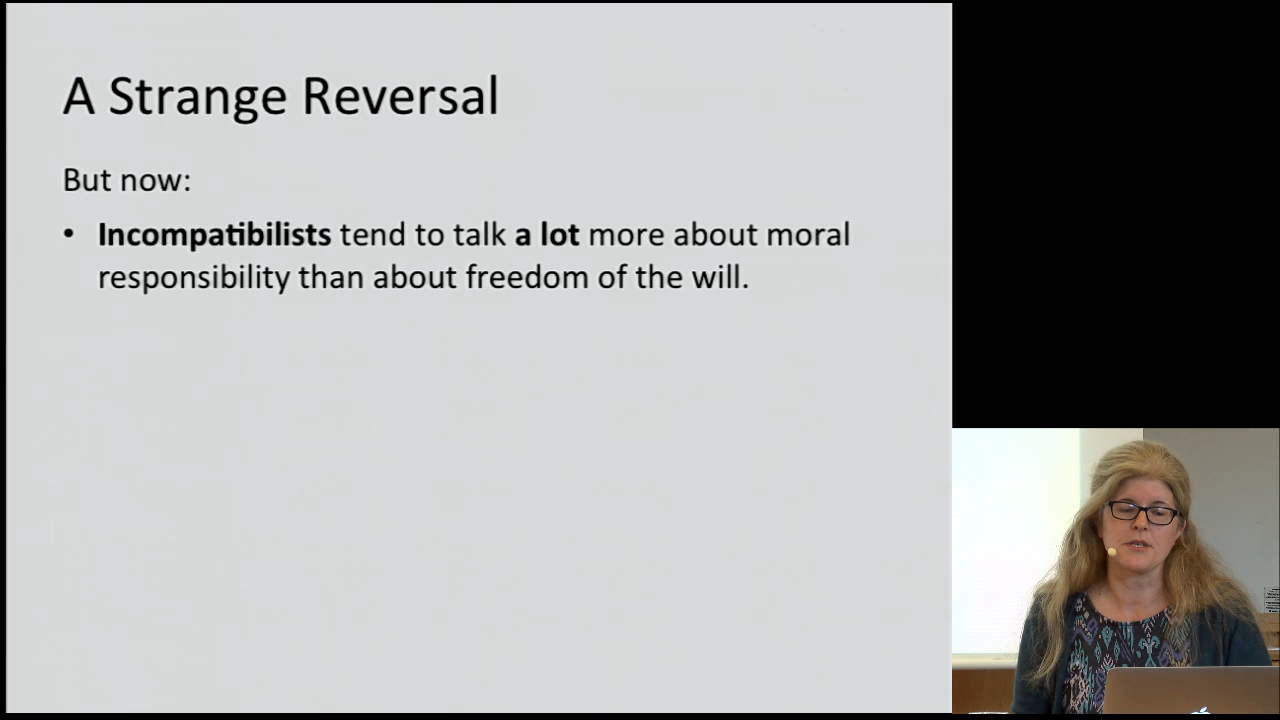 A Strange Reversal
But now:
• Incompatibilists tend to talk a lot more about moral
responsibility than about freedom of the will.